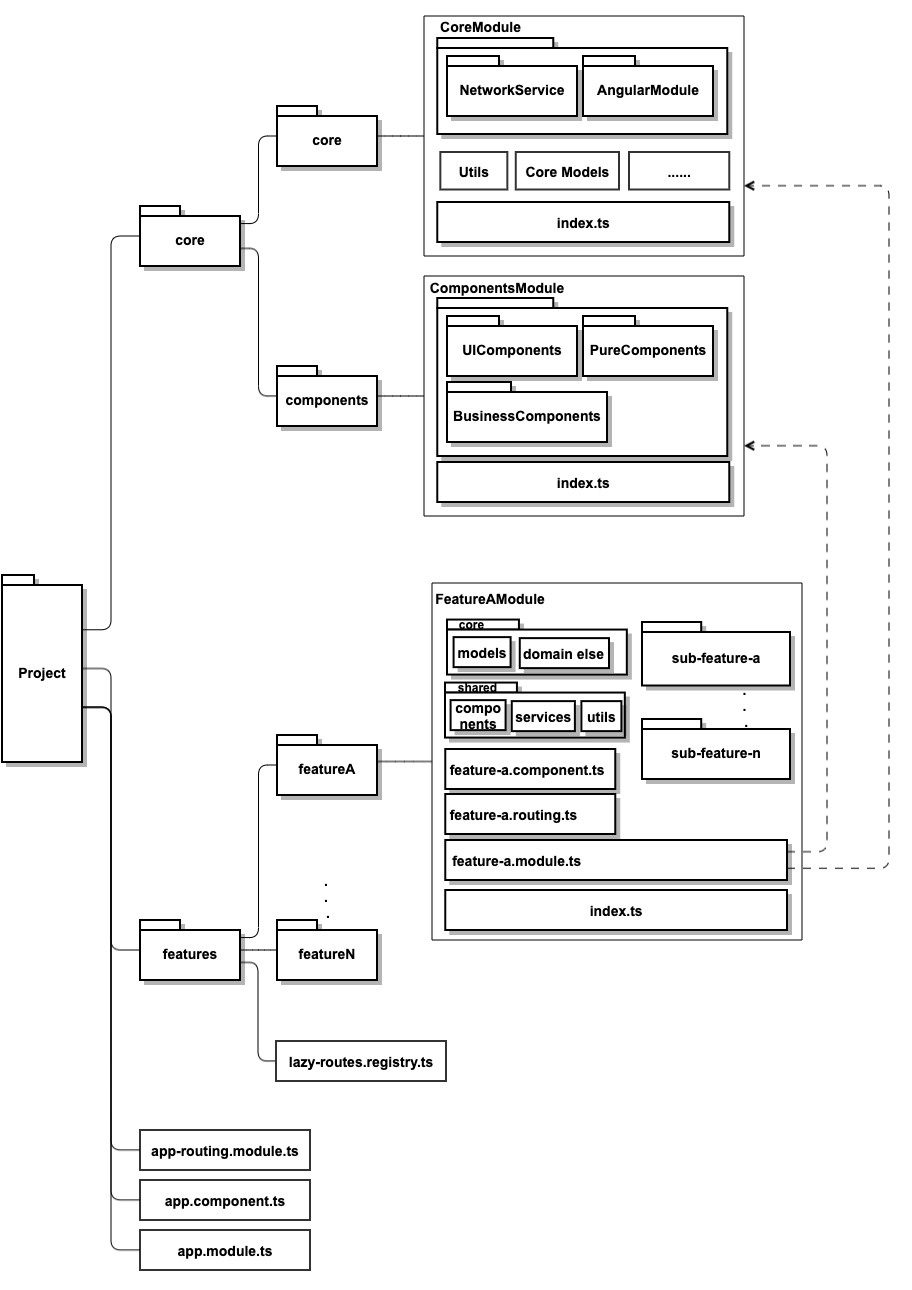 CoreModule
NetworkService
AngularModule
core
Utils
Core Models
......
index.ts
core
ComponentsModule
UIComponents
PureComponents
components
BusinessComponents
index.ts
Project
FeatureAModule
core
models
domain else
sub-feature-a
shared
compo
nents
services
utils
.
.
.
sub-feature-n
featureA
feature-a.component.ts
feature-a.routing.ts
feature-a.module.ts
.
.
.
index.ts
features
featureN
lazy-routes.registry.ts
app-routing.module.ts
app.component.ts
app.module.ts